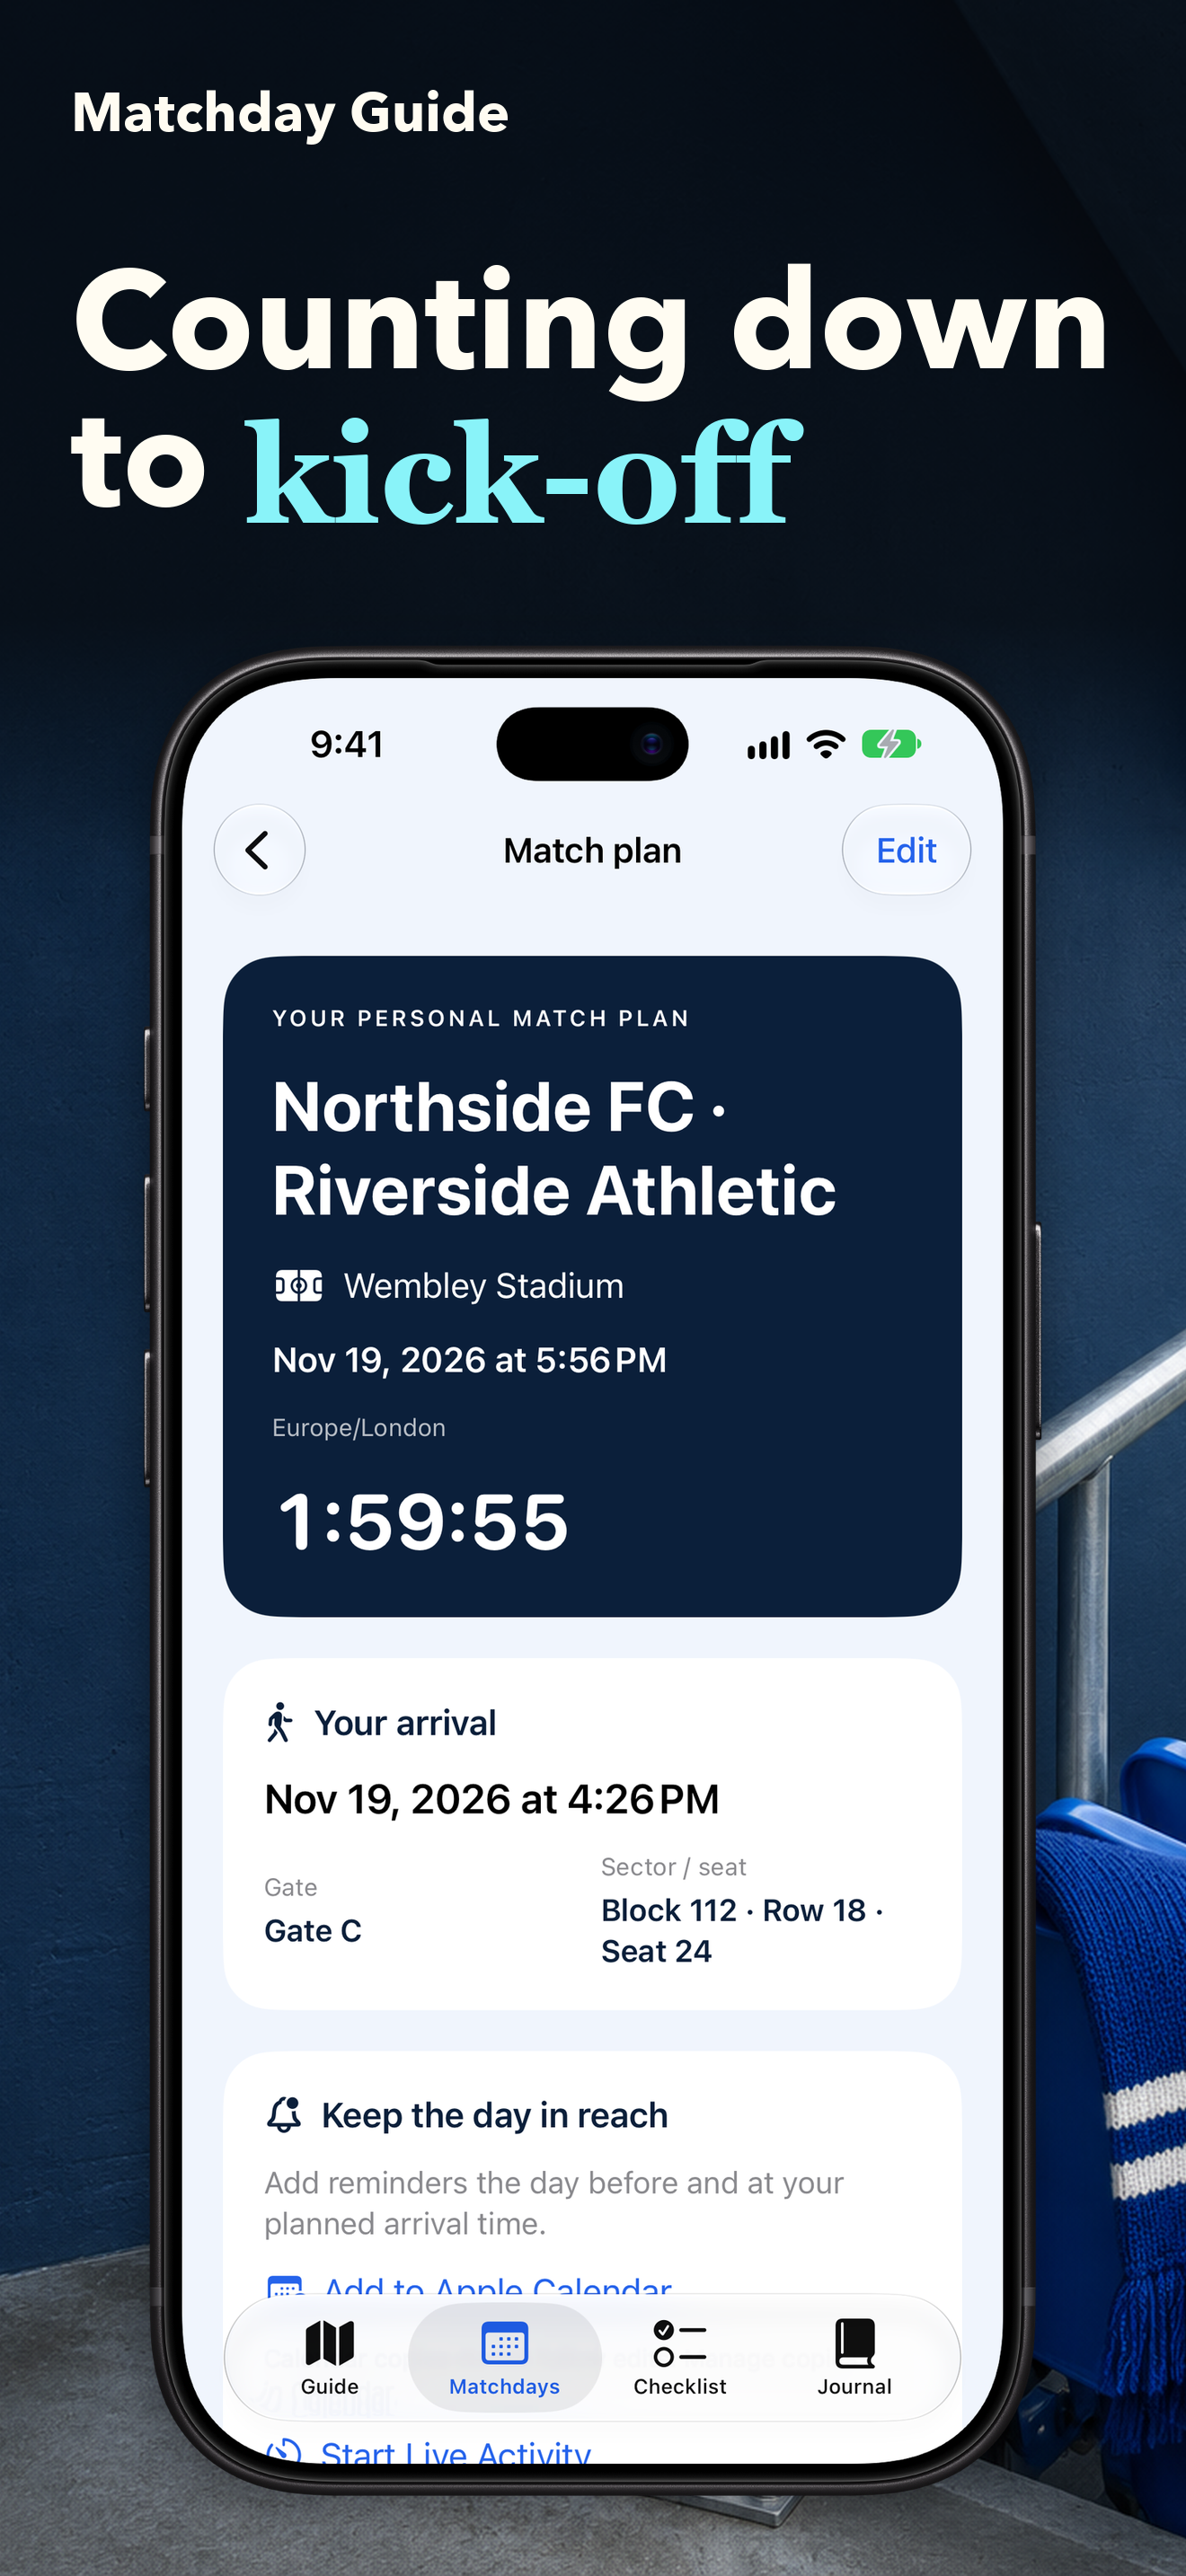 Matchday Guide
Counting down
to kick-off
9:41
Match plan
Edit
YOUR PERSONAL MATCH PLAN
Northside FC ·
Riverside Athletic
Wembley Stadium
Nov 19, 2026 at 5:56 PM
Europe/London
1:59:55
Your arrival
Nov 19, 2026 at 4:26 PM
Gate
Gate C
Sector / seat
Block 112 · Row 18 ·
Seat 24
Keep the day in reach
Add reminders the day before and at your
planned arrival time.
Add to Apple Calendar
Guide
Matchdays
Checklist
Journal
Start Live Activity